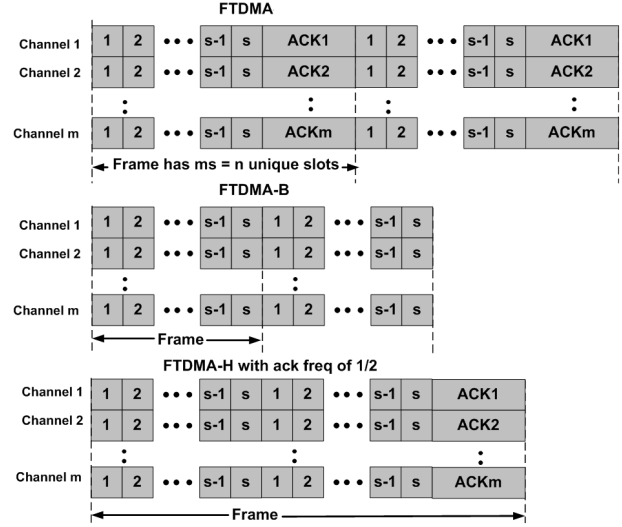 FTDMA
Channel 1 1 2 ••• s-1 s ACK1 1 2 ••• s-1 s ACK1
Channel 2 1 2 ••• s-1 s ACK2 1 2 ••• s-1 s ACK2
: : : :
Channel m 1 2 ••• s-1 s ACKm 1 2 ••• s-1 s ACKm
Frame has ms = n unique slots
FTDMA-B
Channel 1 1 2 ••• s-1 s 1 2 ••• s-1 s
Channel 2 1 2 ••• s-1 s 1 2 ••• s-1 s
: :
Channel m 1 2 ••• s-1 s 1 2 ••• s-1 s
Frame
FTDMA-H with ack freq of 1/2
Channel 1 1 2 ••• s-1 s 1 2 ••• s-1 s ACK1
Channel 2 1 2 ••• s-1 s 1 2 ••• s-1 s ACK2
: : :
Channel m 1 2 ••• s-1 s 1 2 ••• s-1 s ACKm
Frame